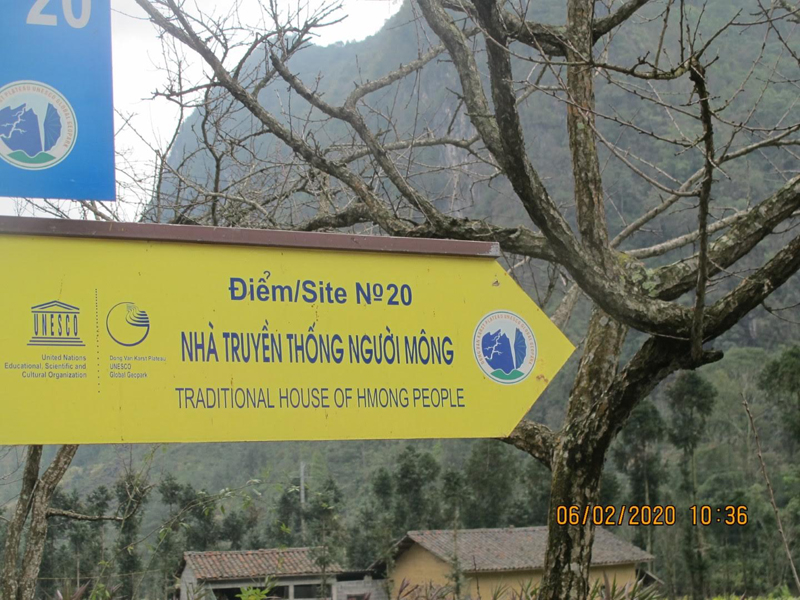 20
Điểm/Site Nº20
NHÀ TRUYỀN THỐNG NGƯỜI MÔNG
TRADITIONAL HOUSE OF HMONG PEOPLE
UNESCO
United Nations
Educational, Scientific and
Cultural Organization
Dong Van Karst Plateau
UNESCO
Global Geopark
06/02/2020 10:36